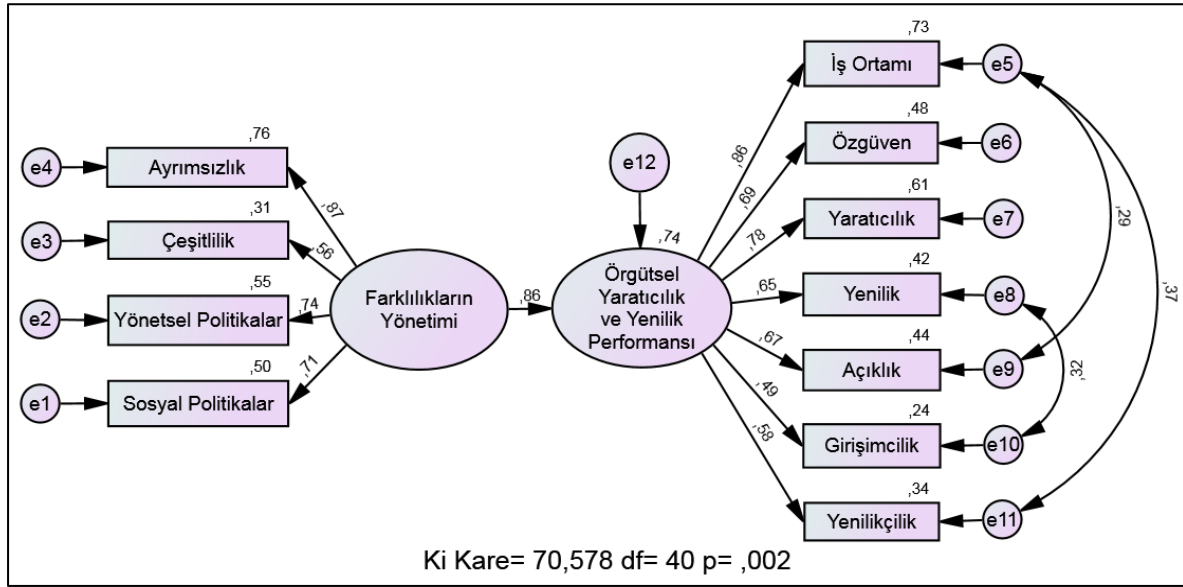 ,73
İş Ortamı
e5
,48
Özgüven
e6
,76
e4
Ayrımsızlık
e12
,86
,69
,61
Yaratıcılık
e7
,87
,31
e3
Çeşitlilik
,56
,78
,29
,74
Farklılıkların
Yönetimi
,86
Örgütsel
Yaratıcılık
ve Yenilik
Performansı
,42
,65
Yenilik
e8
,37
,55
e2
Yönetsel Politikalar
,74
,67
,44
Açıklık
e9
,32
,50
e1
Sosyal Politikalar
,71
,49
,24
Girişimcilik
e10
,58
,34
Yenilikçilik
e11
Ki Kare= 70,578 df= 40 p= ,002